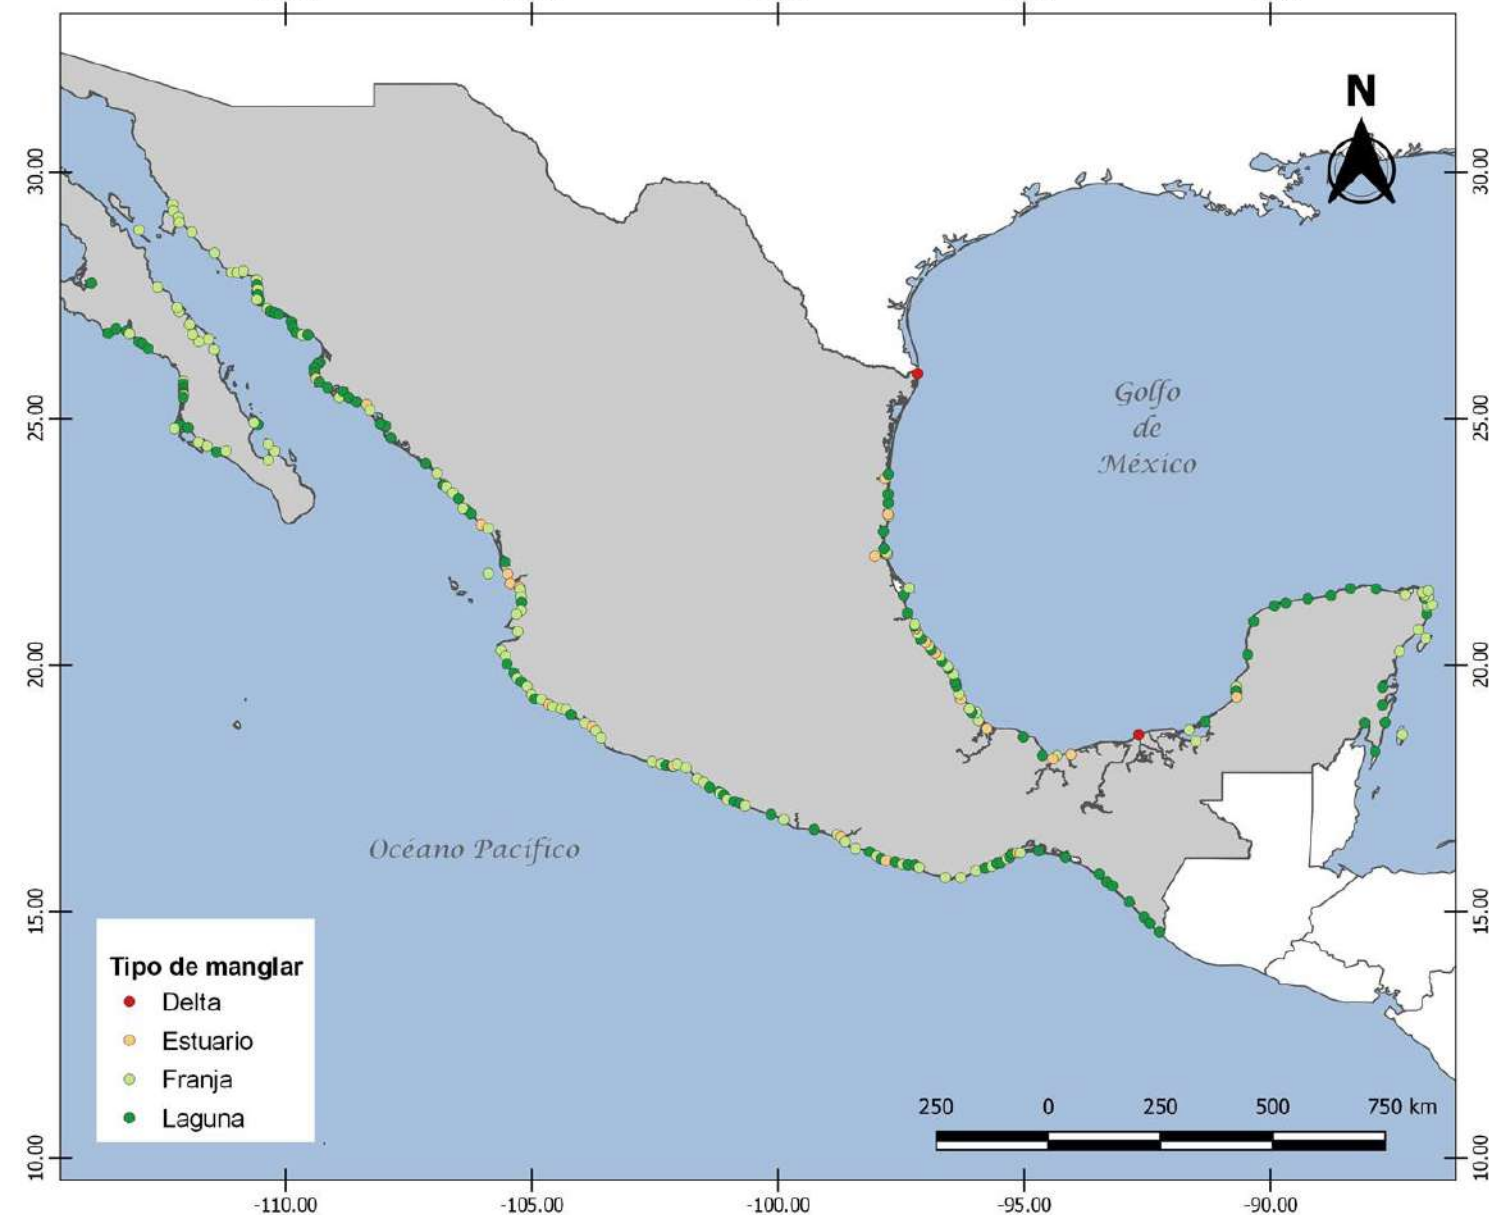 N
30.00
30.00
Golfo
de
México
25.00
25.00
20.00
20.00
Océano Pacífico
15.00
15.00
Tipo de manglar
Delta
Estuario
Franja
Laguna
250 0 250 500 750 km
10.00
10.00
-110.00 -105.00 -100.00 -95.00 -90.00